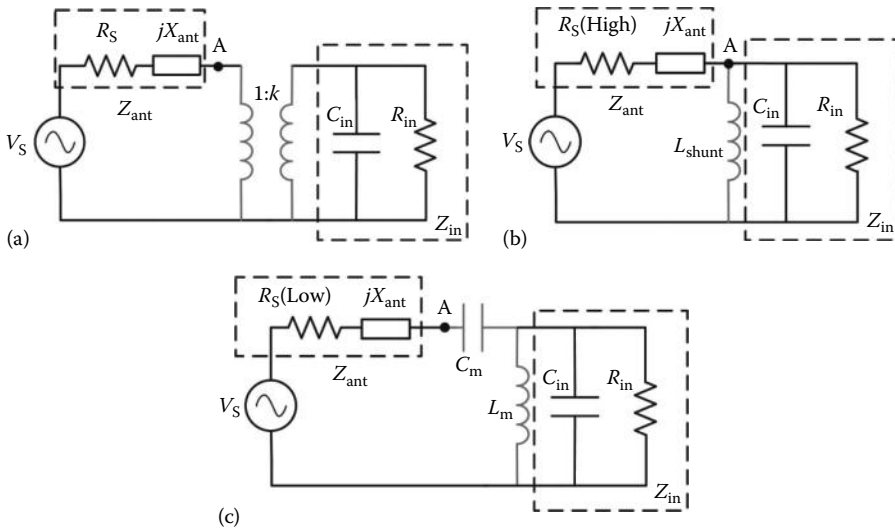 R_S jX_ant A
Z_ant
1:k
C_in R_in
V_S
Z_in
(a)
R_S(High) jX_ant A
Z_ant
C_in R_in
V_S
L_shunt
Z_in
(b)
R_S(Low) jX_ant A
Z_ant
C_m
L_m C_in R_in
V_S
Z_in
(c)